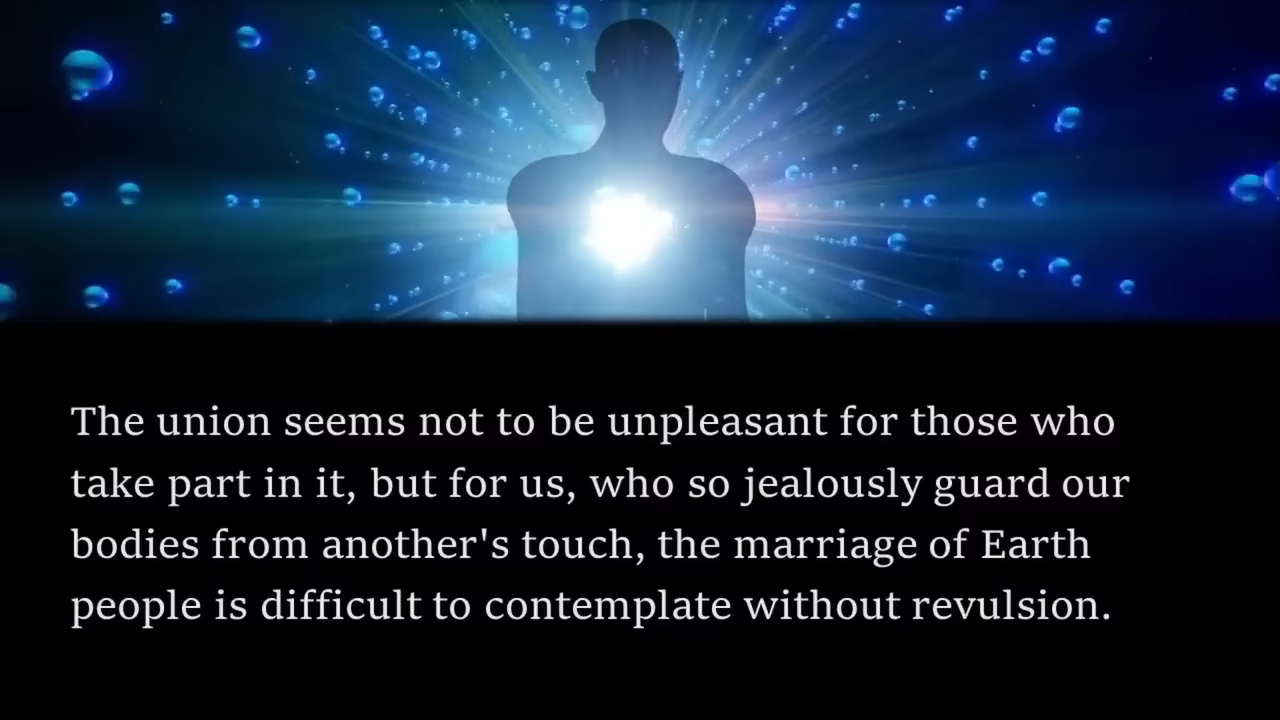 The union seems not to be unpleasant for those who
take part in it, but for us, who so jealously guard our
bodies from another's touch, the marriage of Earth
people is difficult to contemplate without revulsion.